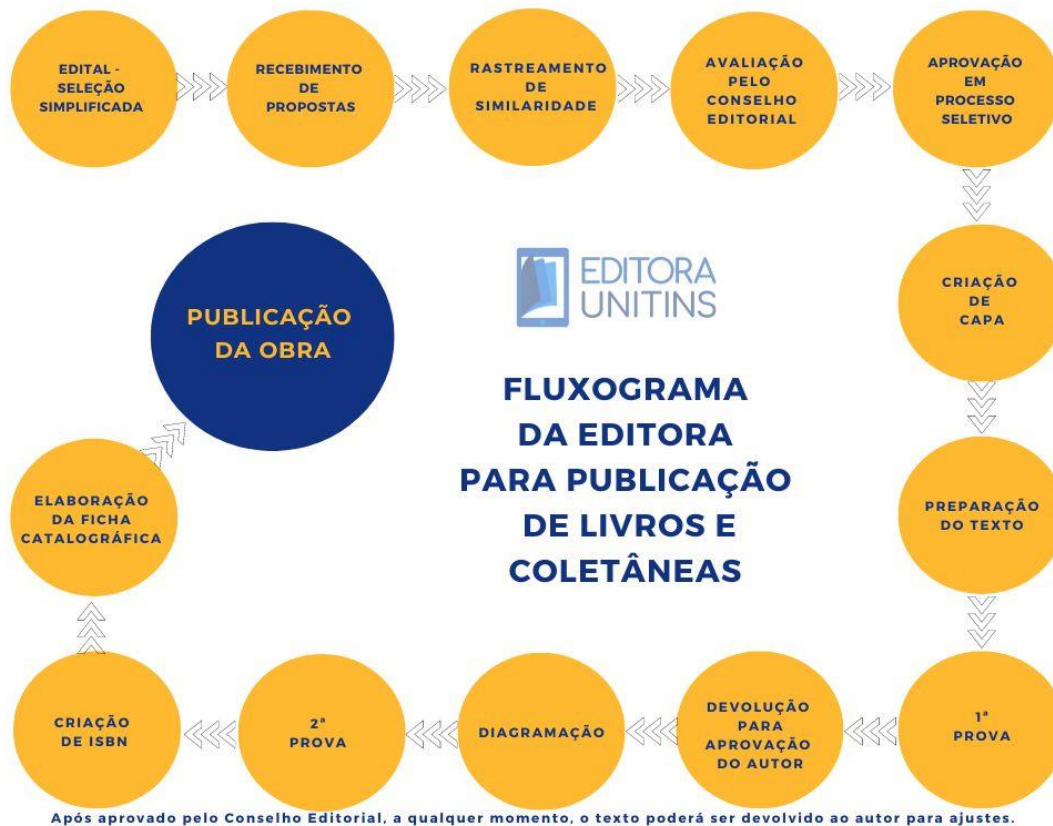 EDITAL -
SELEÇÃO
SIMPLIFICADA
RECEBIMENTO
DE
PROPOSTAS
RASTREAMENTO
DE
SIMILARIDADE
AVALIAÇÃO
PELO
CONSELHO
EDITORIAL
APROVAÇÃO
EM
PROCESSO
SELETIVO
CRIAÇÃO
DE
CAPA
PREPARAÇÃO
DO TEXTO
1ª
PROVA
DEVOLUÇÃO
PARA
APROVAÇÃO
DO AUTOR
DIAGRAMAÇÃO
2ª
PROVA
CRIAÇÃO
DE ISBN
ELABORAÇÃO
DA FICHA
CATALOGRÁFICA
PUBLICAÇÃO
DA OBRA
EDITORA
UNITINS
FLUXOGRAMA
DA EDITORA
PARA PUBLICAÇÃO
DE LIVROS E
COLETÂNEAS
Após aprovado pelo Conselho Editorial, a qualquer momento, o texto poderá ser devolvido ao autor para ajustes.